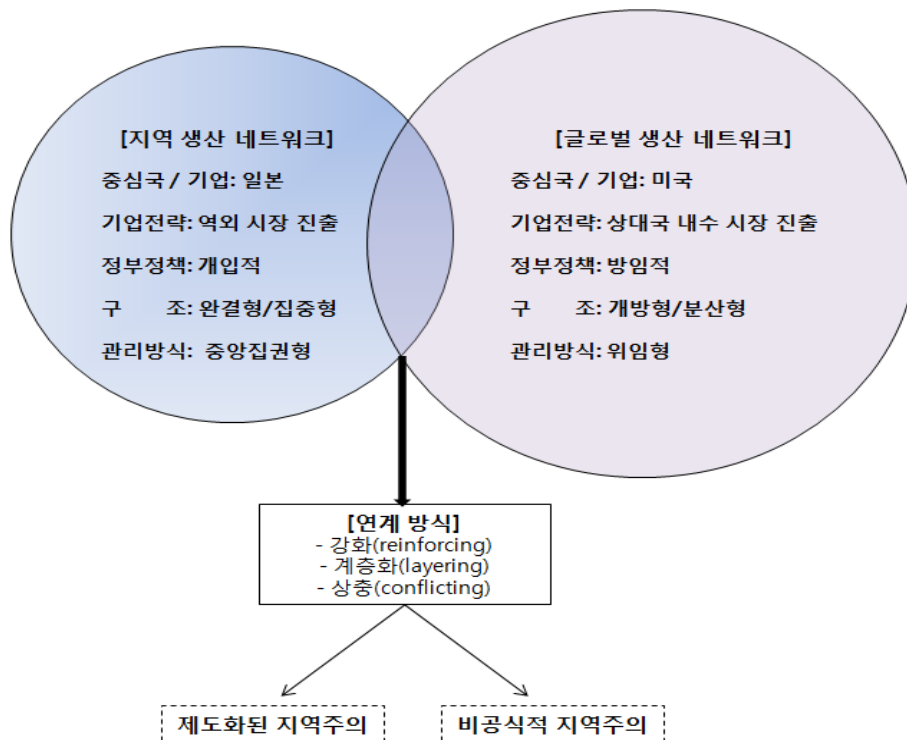 [지역 생산 네트워크]
중심국 / 기업: 일본
기업전략: 역외 시장 진출
정부정책: 개입적
구 조: 완결형/집중형
관리방식: 중앙집권형
[글로벌 생산 네트워크]
중심국 / 기업: 미국
기업전략: 상대국 내수 시장 진출
정부정책: 방임적
구 조: 개방형/분산형
관리방식: 위임형
[연계 방식]
- 강화(reinforcing)
- 계층화(layering)
- 상충(conflicting)
제도화된 지역주의
비공식적 지역주의